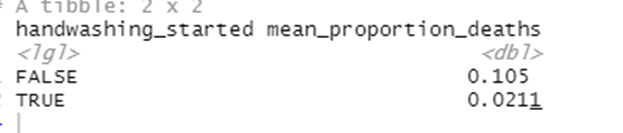 A tibble: 2 x 2
handwashing_started mean_proportion_deaths
<lgl> <dbl>
FALSE 0.105
TRUE 0.0211